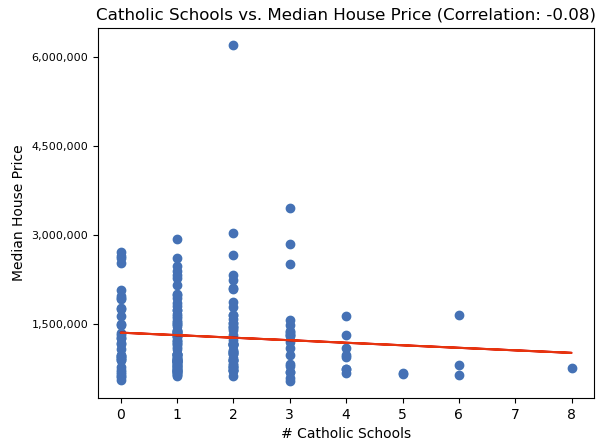 Catholic Schools vs. Median House Price (Correlation: -0.08)
6,000,000
4,500,000
3,000,000
1,500,000
Median House Price
0 1 2 3 4 5 6 7 8
# Catholic Schools